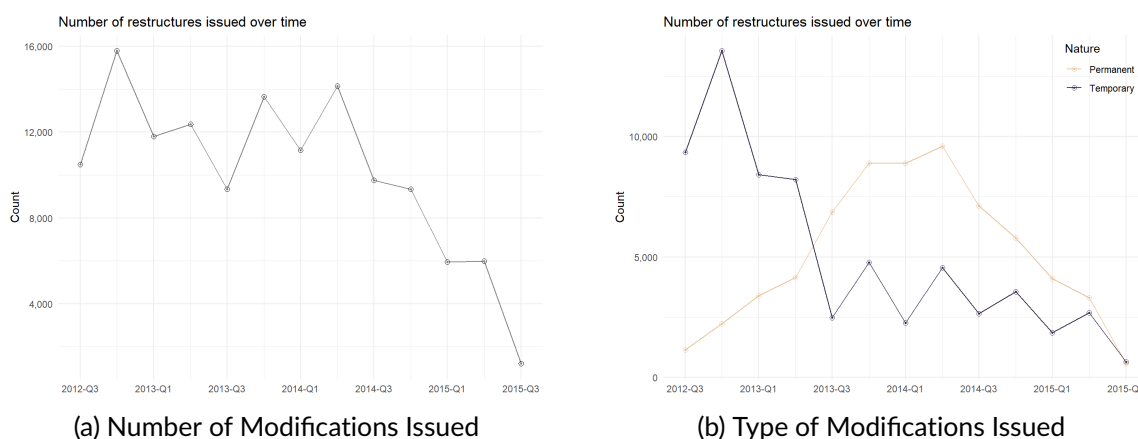 Number of restructures issued over time
16,000
12,000
8,000
4,000
Count
2012-Q3 2013-Q1 2013-Q3 2014-Q1 2014-Q3 2015-Q1 2015-Q3
(a) Number of Modifications Issued
Number of restructures issued over time
Nature
Permanent
Temporary
10,000
5,000
0
Count
2012-Q3 2013-Q1 2013-Q3 2014-Q1 2014-Q3 2015-Q1 2015-Q
(b) Type of Modifications Issued